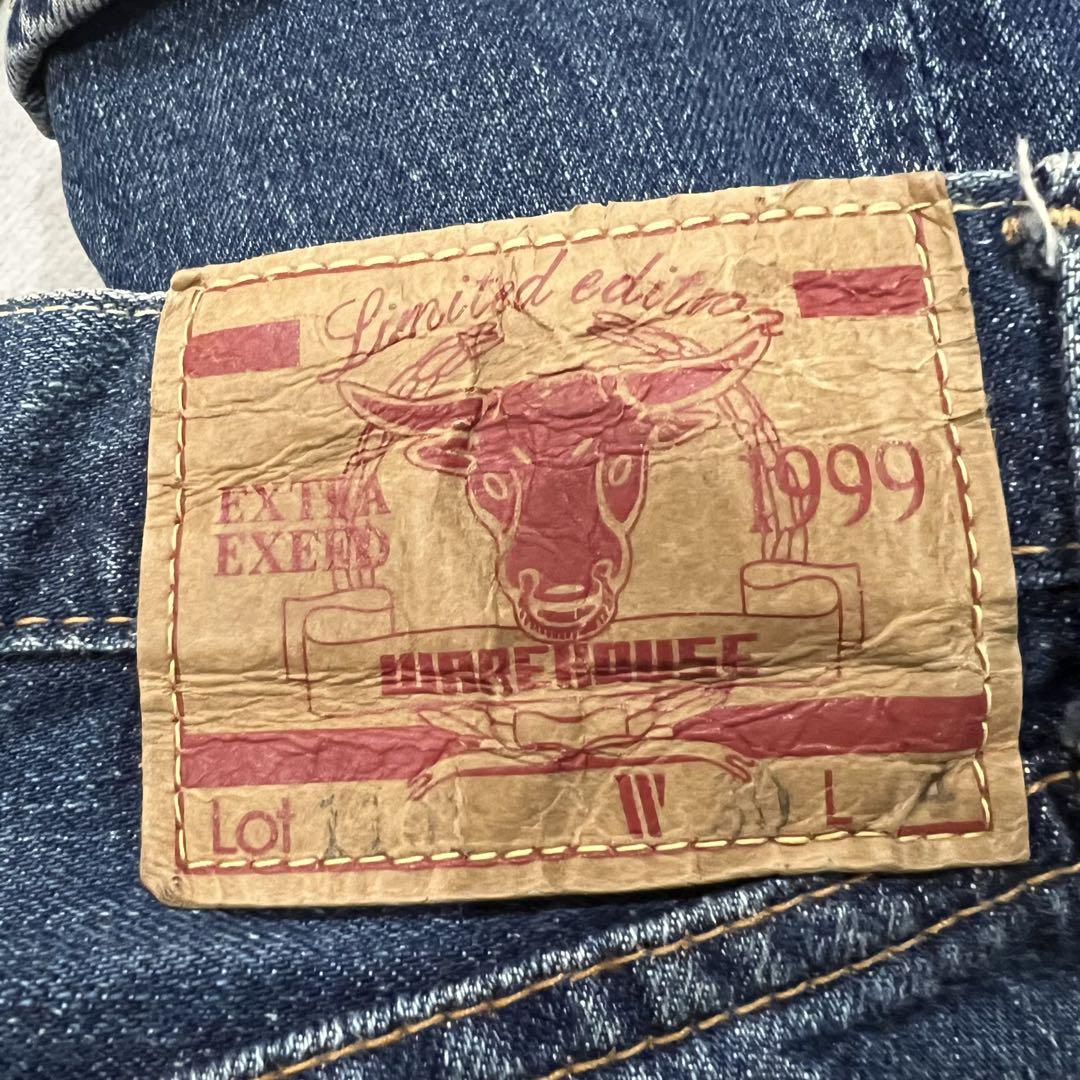 Limited edition
EXTRA
EXEED
1999
WAREHOUSE
Lot W L